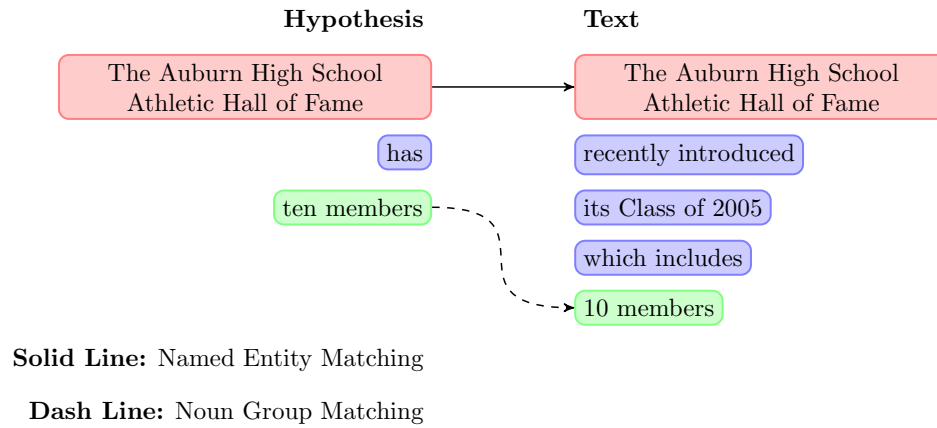 Hypothesis
Text
The Auburn High School
Athletic Hall of Fame
The Auburn High School
Athletic Hall of Fame
has
recently introduced
ten members
its Class of 2005
which includes
10 members
Solid Line: Named Entity Matching
Dash Line: Noun Group Matching